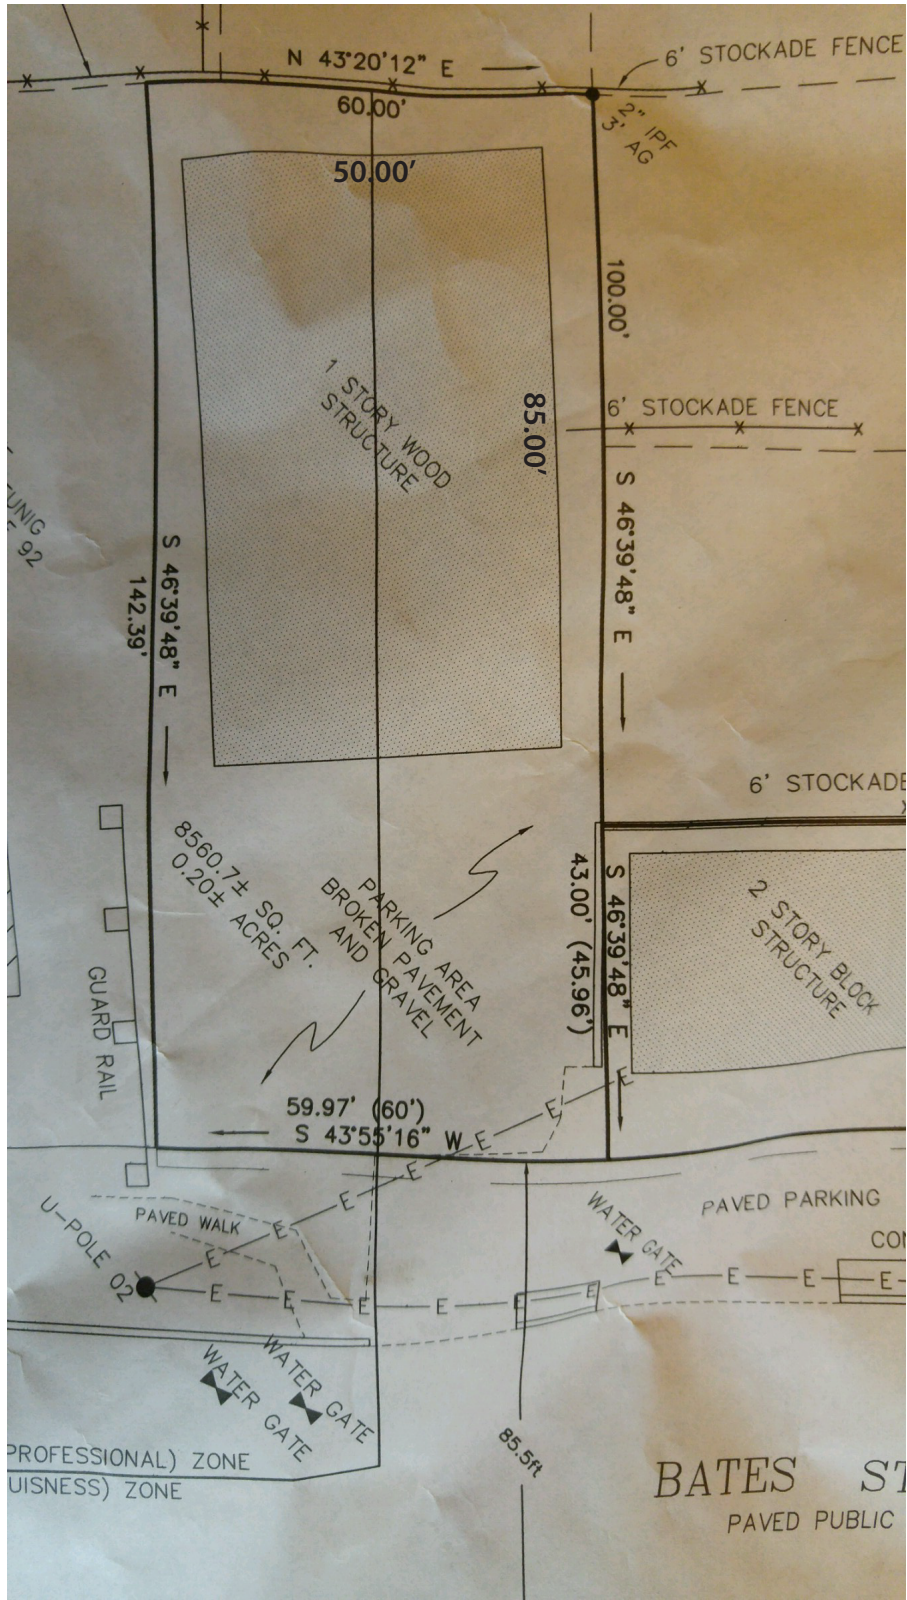 N 43°20'12" E
6' STOCKADE FENCE
60.00'
2" IPF
3' AG
50.00'
100.00'
1 STORY WOOD
STRUCTURE
85.00'
6' STOCKADE FENCE
S 46°39'48" E
92
S 46°39'48" E
142.39'
6' STOCKADE
8560.7± SQ. FT.
0.20± ACRES
PARKING AREA
BROKEN PAVEMENT
AND GRAVEL
43.00' (45.96')
S 46°39'48" E
2 STORY BLOCK
STRUCTURE
GUARD RAIL
59.97' (60')
S 43°55'16" W
E
E
E
E
E
E
E
U-POLE 02
PAVED WALK
WATER GATE
PAVED PARKING
CON
E
E
E
E
E
E
E
E
E
E
WATER GATE
WATER GATE
PROFESSIONAL) ZONE
UISNESS) ZONE
85.5ft
BATES ST
PAVED PUBLIC